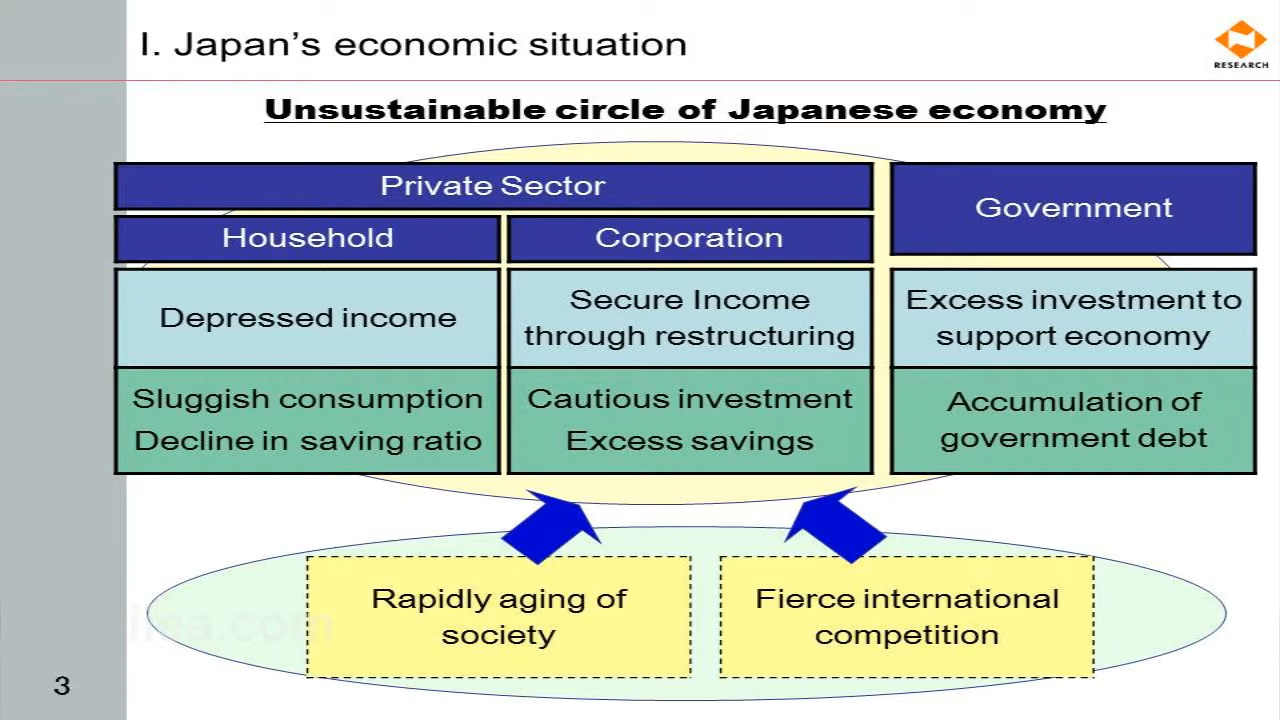 I. Japan's economic situation
RESEARCH
Unsustainable circle of Japanese economy
Private Sector
Government
Household
Corporation
Depressed income
Secure Income
through restructuring
Excess investment to
support economy
Sluggish consumption
Decline in saving ratio
Cautious investment
Excess savings
Accumulation of
government debt
Rapidly aging of
society
Fierce international
competition
3